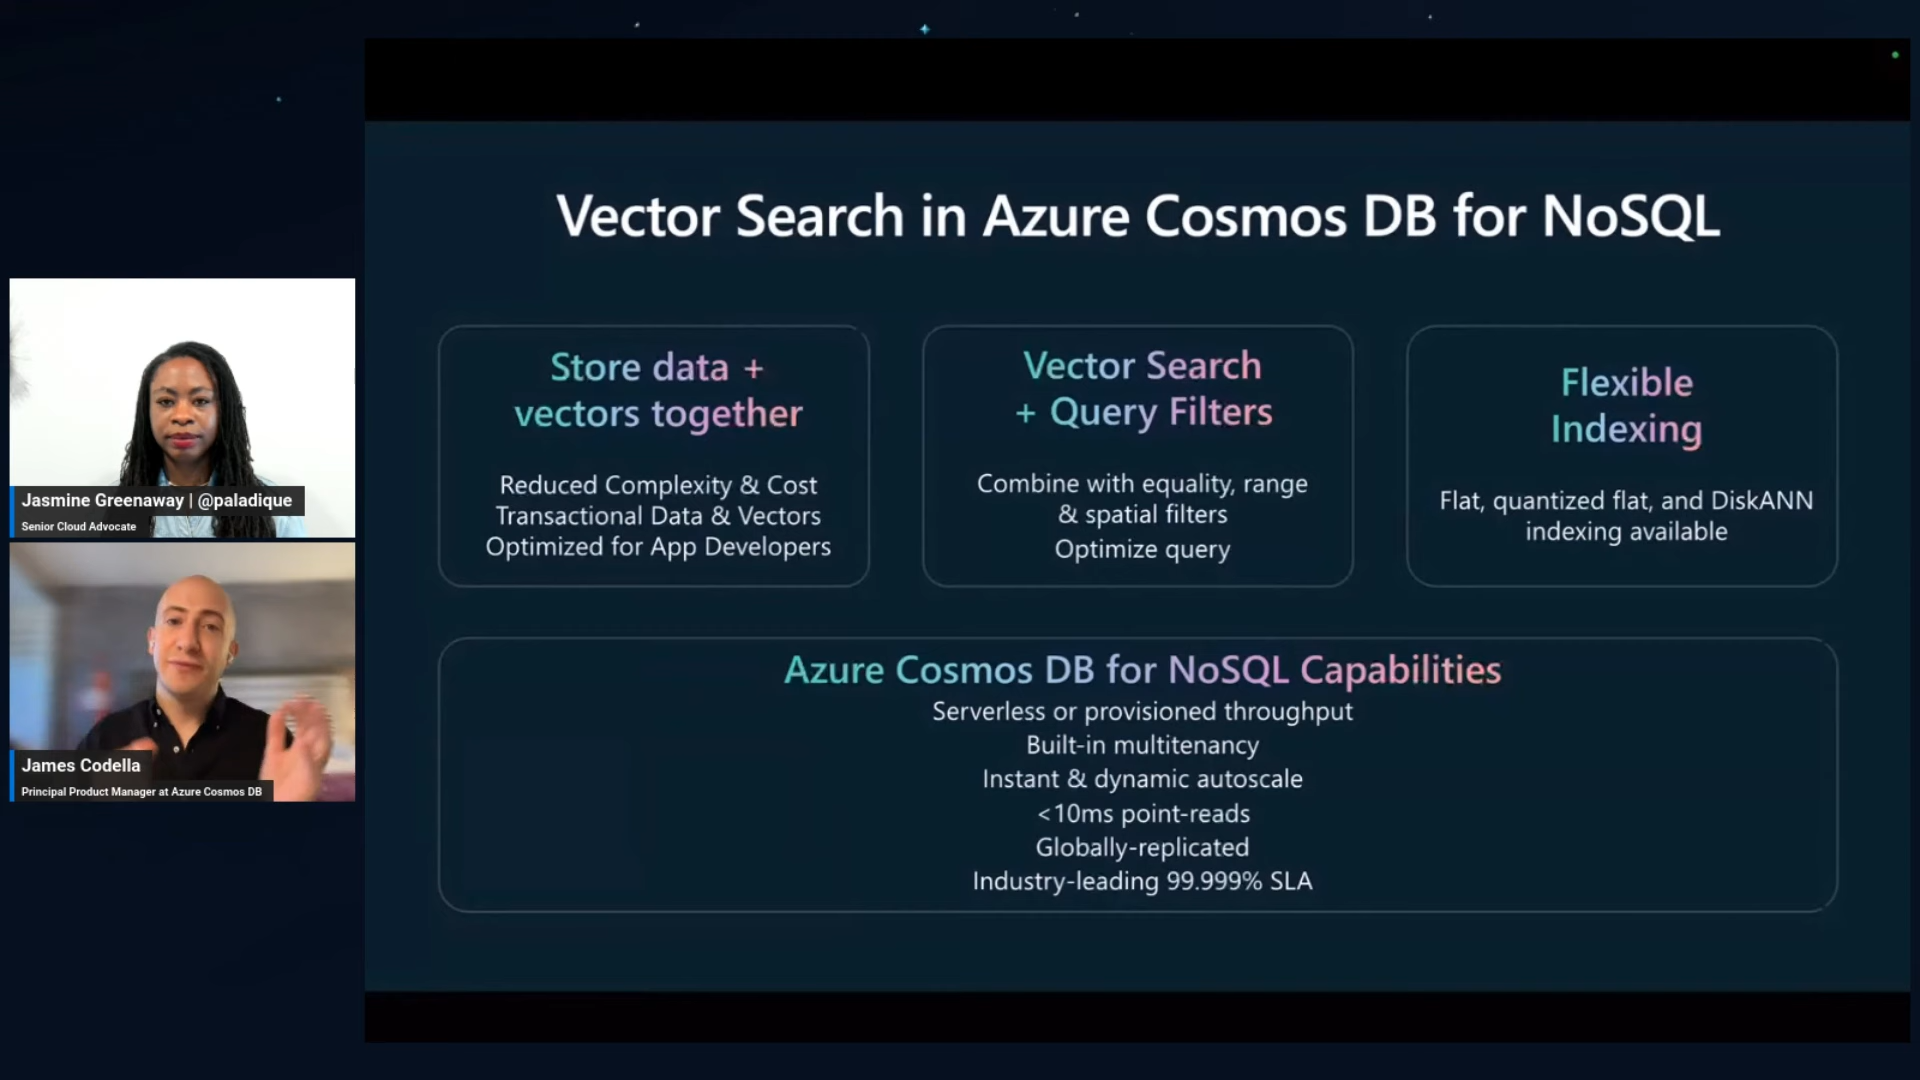 Vector Search in Azure Cosmos DB for NoSQL
Store data +
vectors together
Reduced Complexity & Cost
Transactional Data & Vectors
Optimized for App Developers
Vector Search
+ Query Filters
Combine with equality, range
& spatial filters
Optimize query
Flexible
Indexing
Flat, quantized flat, and DiskANN
indexing available
Azure Cosmos DB for NoSQL Capabilities
Serverless or provisioned throughput
Built-in multitenancy
Instant & dynamic autoscale
<10ms point-reads
Globally-replicated
Industry-leading 99.999% SLA
Jasmine Greenaway | @paladique
Senior Cloud Advocate
James Codella
Principal Product Manager at Azure Cosmos DB